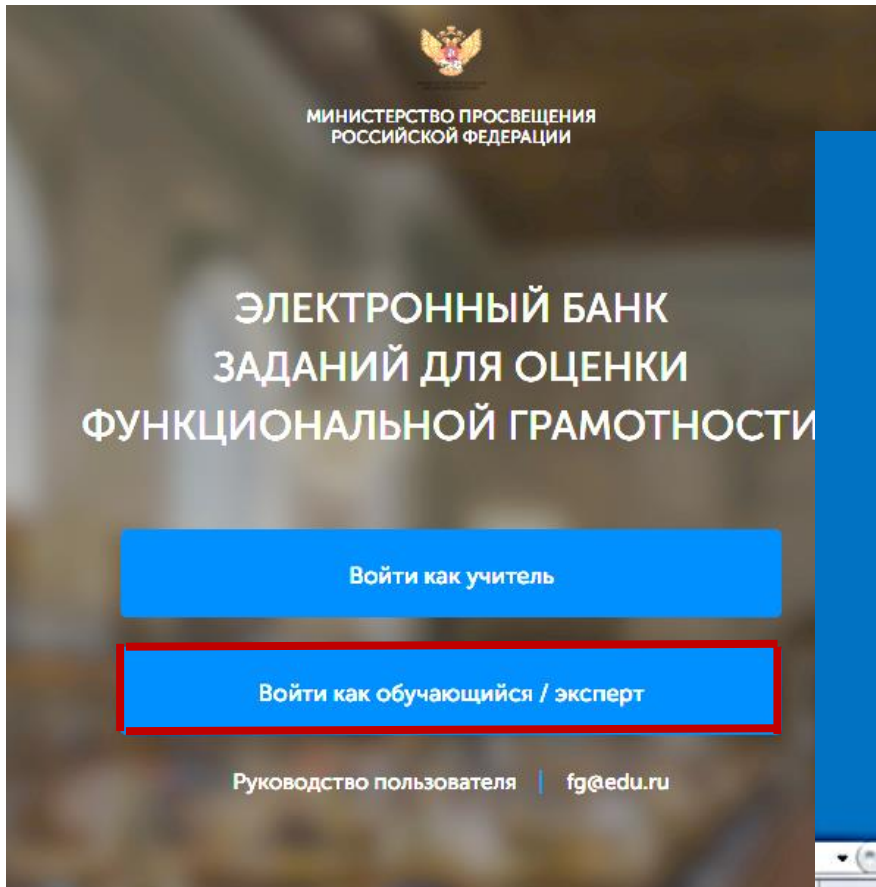 МИНИСТЕРСТВО ПРОСВЕЩЕНИЯ
РОССИЙСКОЙ ФЕДЕРАЦИИ
ЭЛЕКТРОННЫЙ БАНК
ЗАДАНИЙ ДЛЯ ОЦЕНКИ
ФУНКЦИОНАЛЬНОЙ ГРАМОТНОСТИ
Войти как учитель
Войти как обучающийся / эксперт
Руководство пользователя | fg@edu.ru